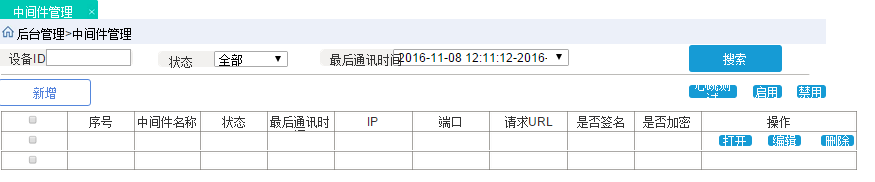 中间件管理 ×
后台管理>中间件管理
设备ID 状态 全部 最后通讯时间 2016-11-08 12:11:12-2016- 搜索
新增 心跳测试 启用 禁用
序号 中间件名称 状态 最后通讯时间 IP 端口 请求URL 是否签名 是否加密 操作
打开 编辑 删除